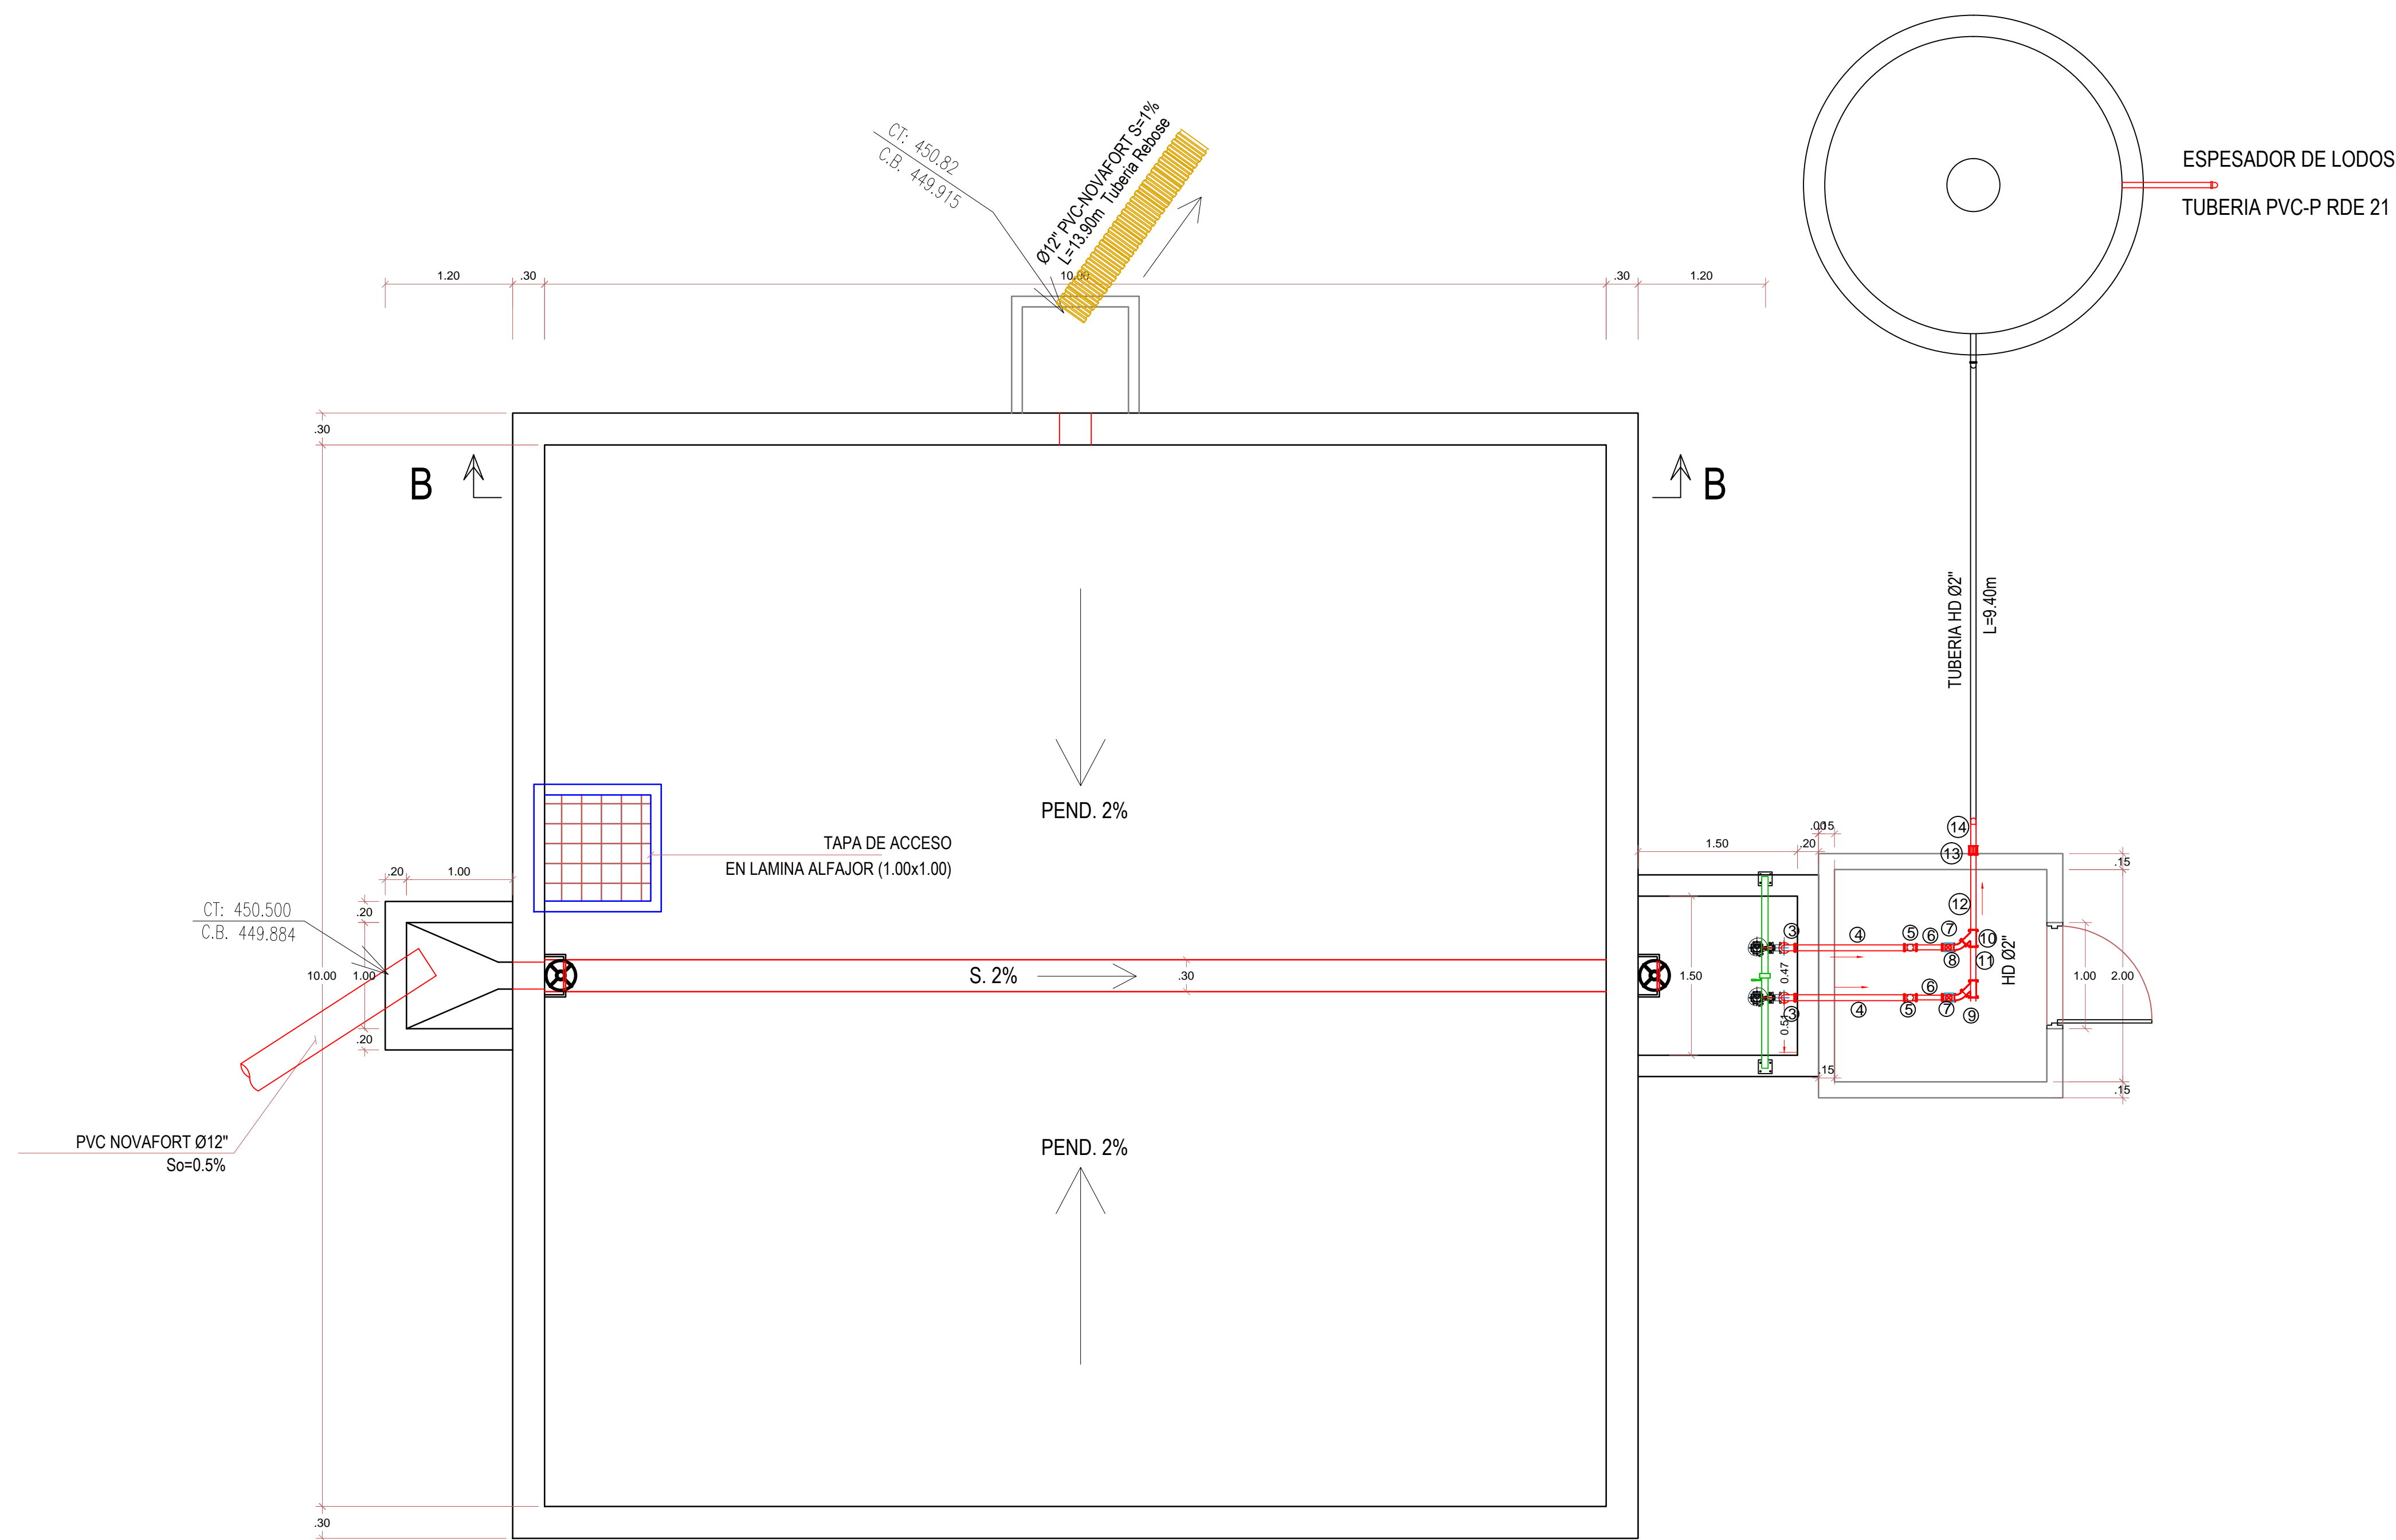 ESPESADOR DE LODOS
TUBERIA PVC-P RDE 21
CT: 450.82
C.B. 449.915
Ø12" PVC-NOVAFORT S=1%
L=13.90m Tuberia Rebose
1.20
.30
10.00
.30
1.20
.30
B
B
TUBERIA HD Ø2"
L=9.40m
PEND. 2%
TAPA DE ACCESO
EN LAMINA ALFAJOR (1.00x1.00)
1.50
.20
.00
.15
14
13
.15
.20
1.00
.20
CT: 450.500
C.B. 449.884
12
3
4
5
6
7
10
8
11
HD Ø2"
10.00
1.00
S. 2%
.30
1.50
0.47
1.00
2.00
6
3
4
5
7
9
0.51
.20
.15
.15
PVC NOVAFORT Ø12"
So=0.5%
PEND. 2%
.30